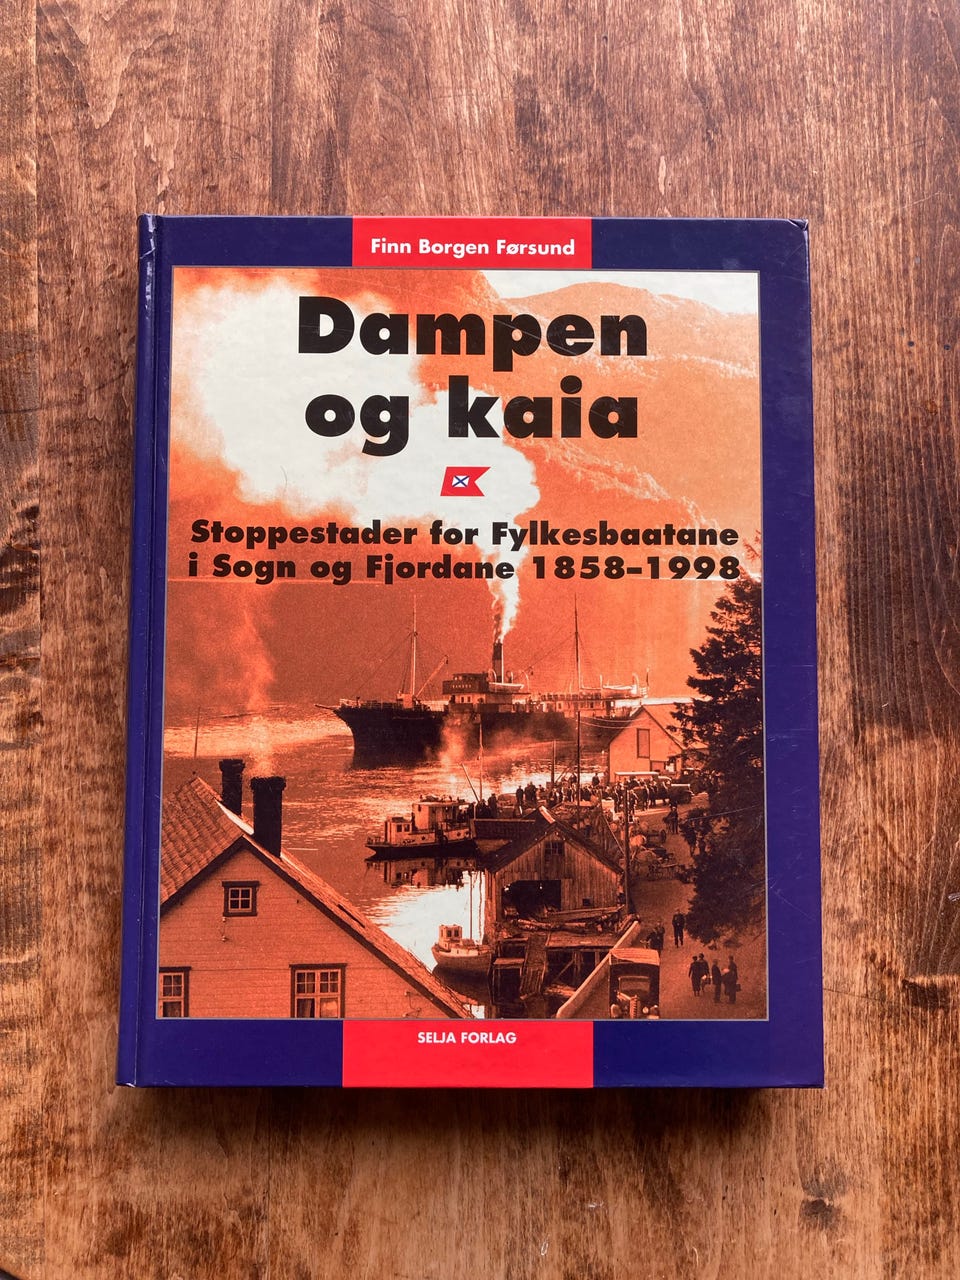 Finn Borgen Førsund
Dampen
og kaia
Stoppestader for Fylkesbaatane
i Sogn og Fjordane 1858–1998
SELJA FORLAG